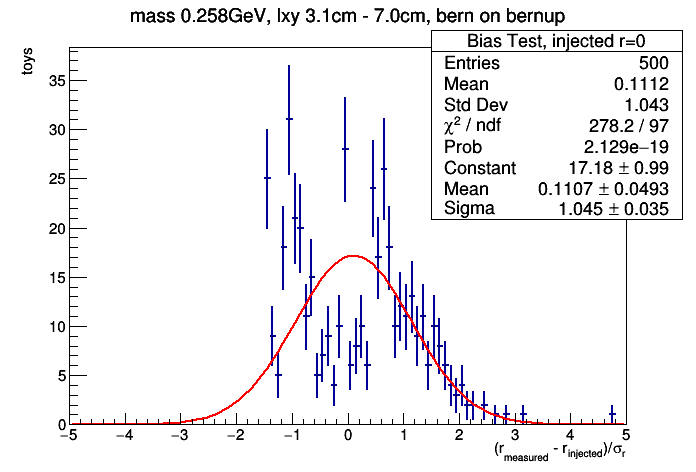 mass 0.258GeV, lxy 3.1cm - 7.0cm, bern on bernup
Bias Test, injected r=0
Entries 500
Mean 0.1112
Std Dev 1.043
χ² / ndf 278.2 / 97
Prob 2.129e−19
Constant 17.18 ± 0.99
Mean 0.1107 ± 0.0493
Sigma 1.045 ± 0.035
toys
35
30
25
20
15
10
5
0
−5 −4 −3 −2 −1 0 1 2 3 4 5
(r_measured - r_injected)/σ_r